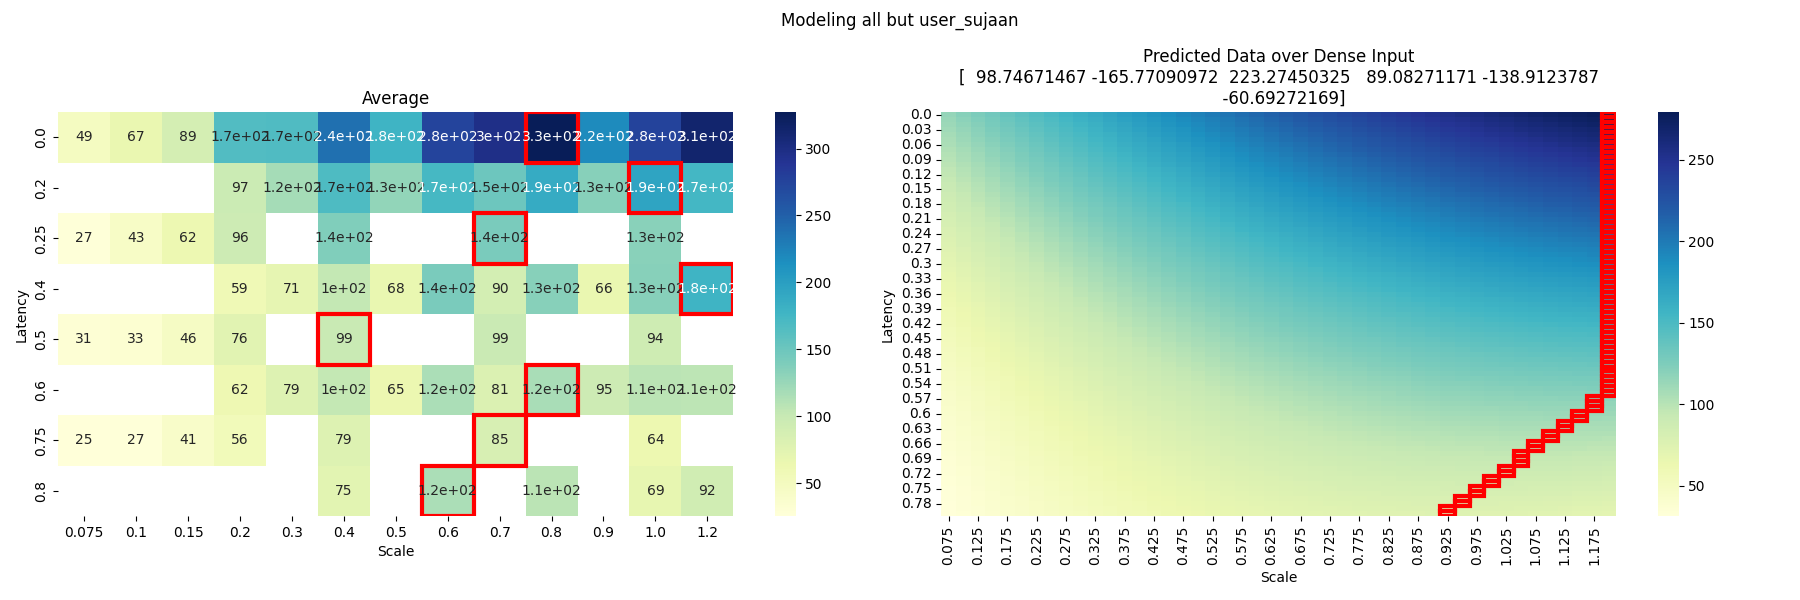 Modeling all but user_sujaan
Average
0.0 49 67 89 1.7e+02 1.7e+02 2.4e+02 1.8e+02 2.8e+02 3e+02 3.3e+02 2.2e+02 2.8e+02 3.1e+02
0.2 97 1.2e+02 1.7e+02 1.3e+02 1.7e+02 1.5e+02 1.9e+02 1.3e+02 1.9e+02 1.7e+02
0.25 27 43 62 96 1.4e+02 1.4e+02 1.3e+02
0.4 59 71 1e+02 68 1.4e+02 90 1.3e+02 66 1.3e+02 1.8e+02
0.5 31 33 46 76 99 99 94
0.6 62 79 1e+02 65 1.2e+02 81 1.2e+02 95 1.1e+02 1.1e+02
0.75 25 27 41 56 79 85 64
0.8 75 1.2e+02 1.1e+02 69 92
0.075 0.1 0.15 0.2 0.3 0.4 0.5 0.6 0.7 0.8 0.9 1.0 1.2
Scale
Latency
300
250
200
150
100
50
Predicted Data over Dense Input
[ 98.74671467 -165.77090972 223.27450325 89.08271171 -138.9123787
-60.69272169]
0.0
0.03
0.06
0.09
0.12
0.15
0.18
0.21
0.24
0.27
0.3
0.33
0.36
0.39
0.42
0.45
0.48
0.51
0.54
0.57
0.6
0.63
0.66
0.69
0.72
0.75
0.78
Latency
0.075 0.125 0.175 0.225 0.275 0.325 0.375 0.425 0.475 0.525 0.575 0.625 0.675 0.725 0.775 0.825 0.875 0.925 0.975 1.025 1.075 1.125 1.175
Scale
250
200
150
100
50